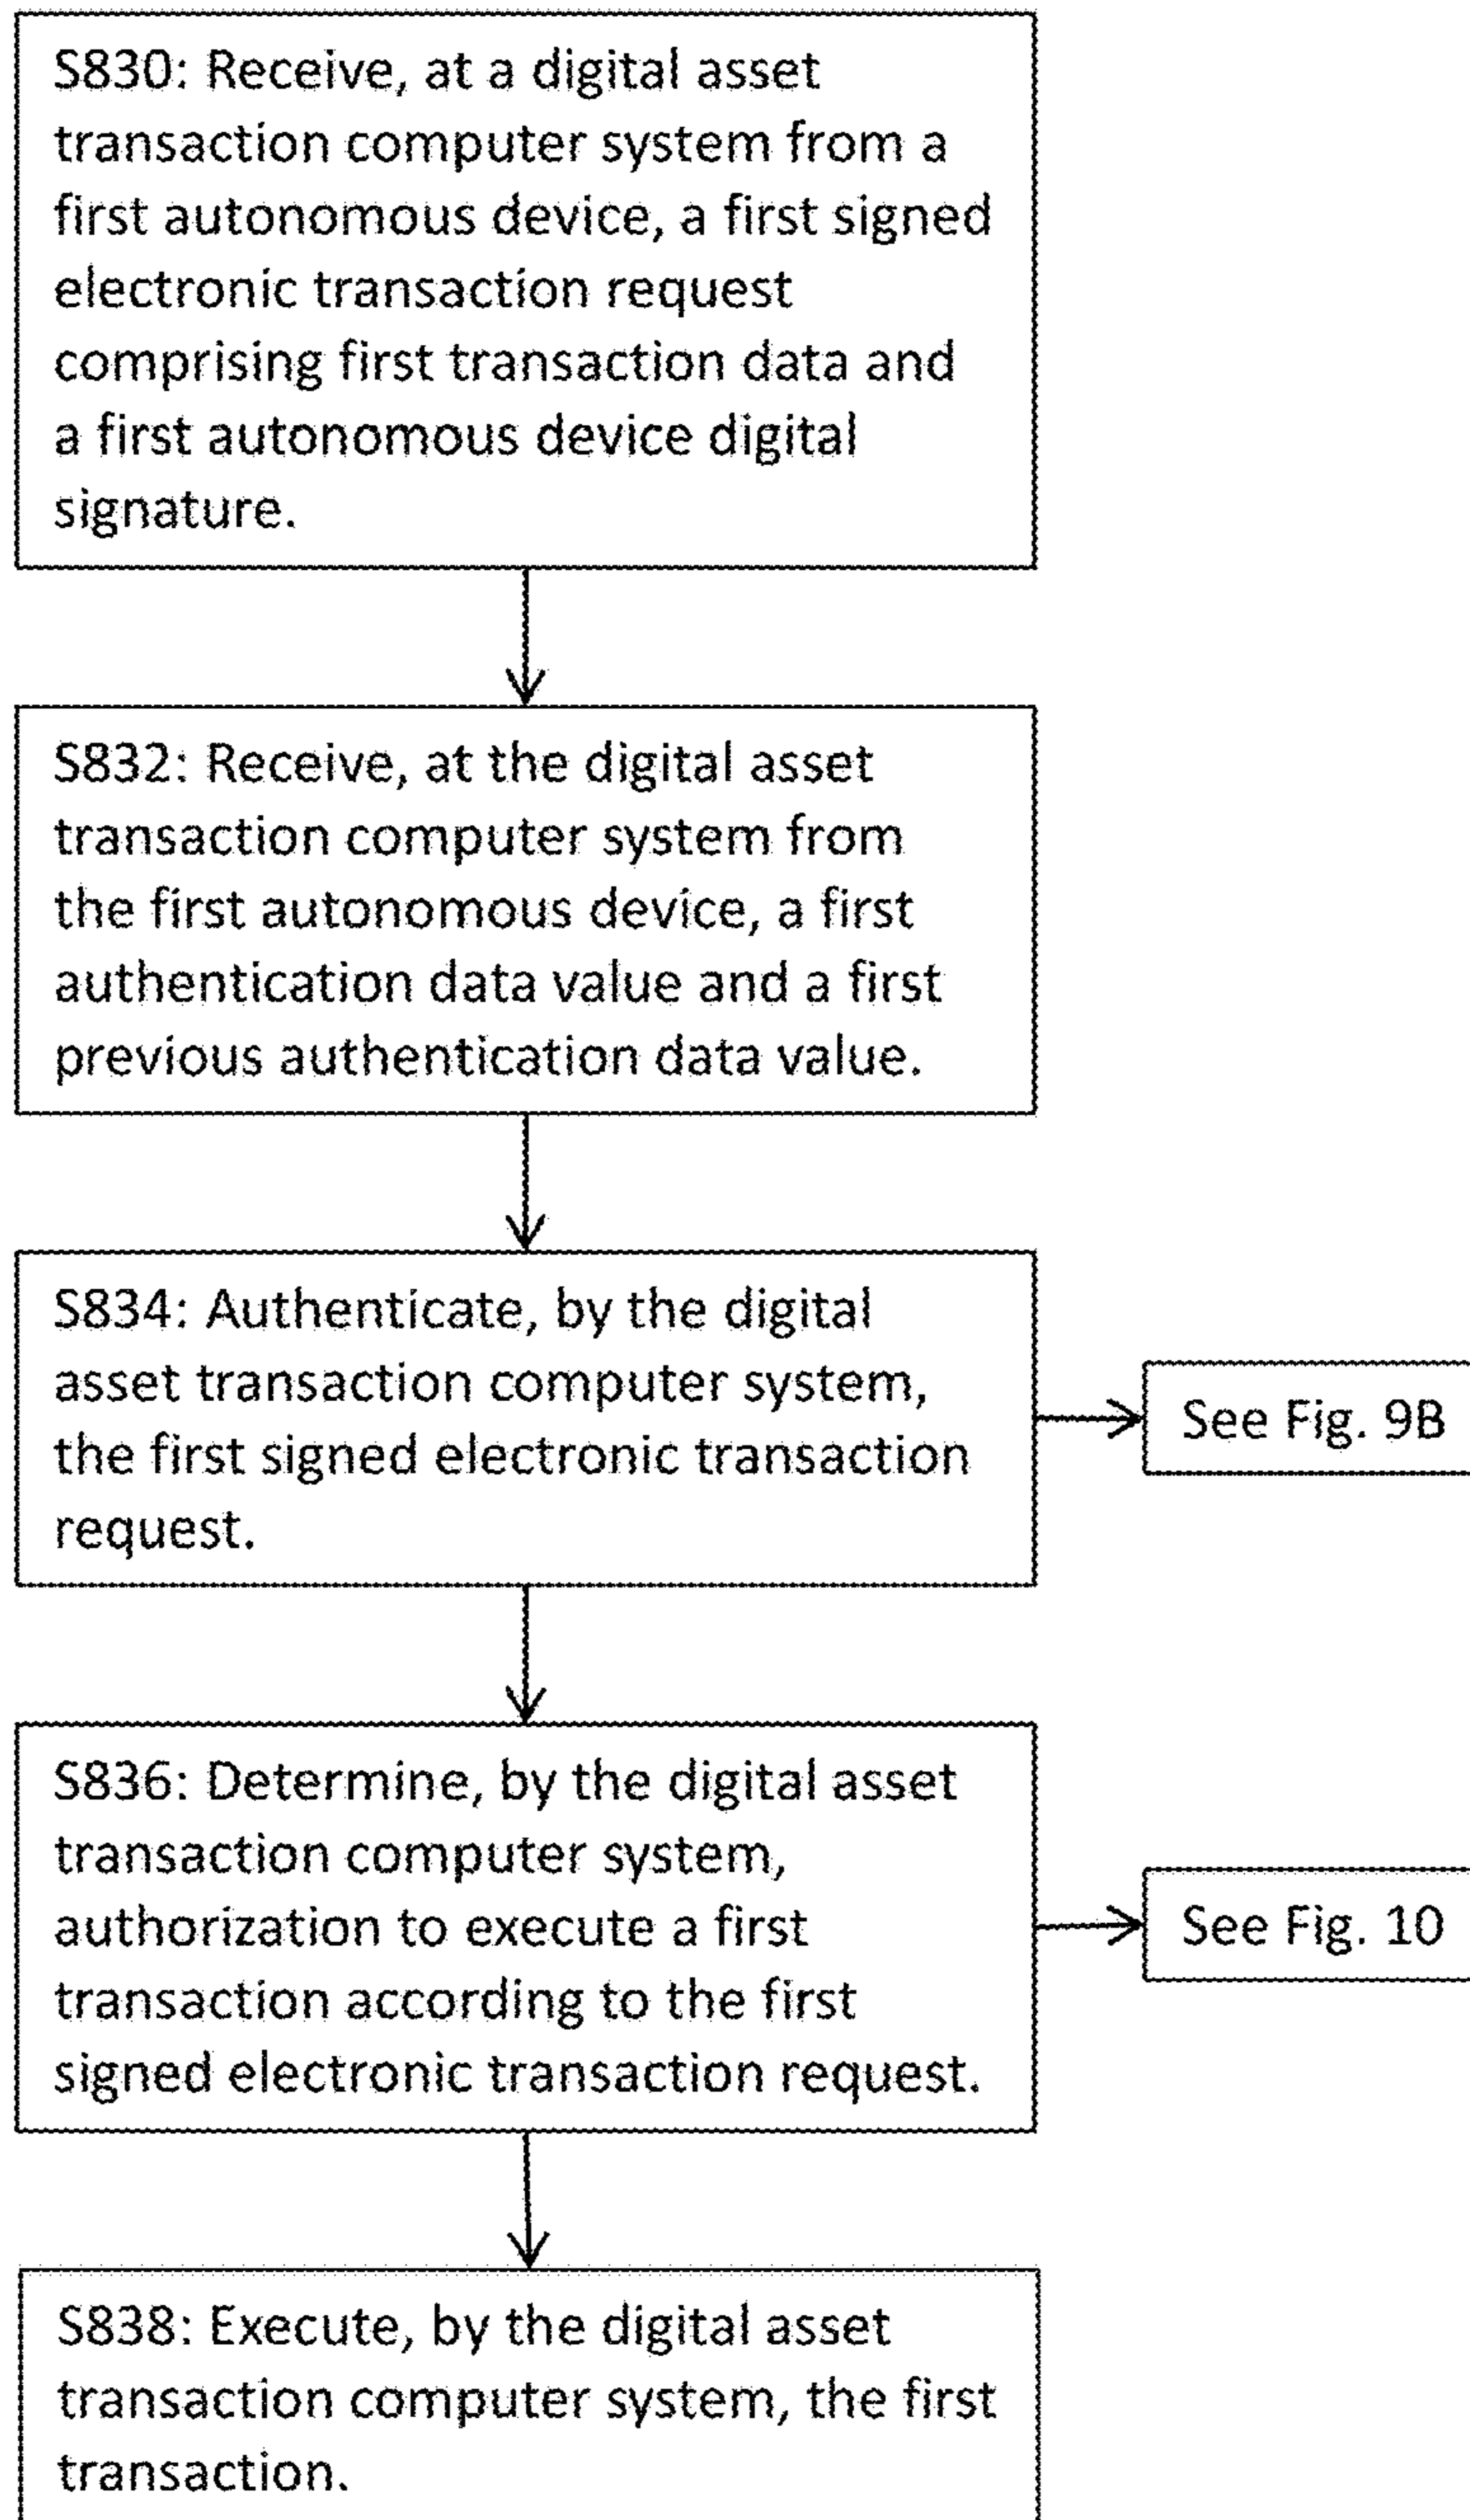 S830: Receive, at a digital asset
transaction computer system from a
first autonomous device, a first signed
electronic transaction request
comprising first transaction data and
a first autonomous device digital
signature.
S832: Receive, at the digital asset
transaction computer system from
the first autonomous device, a first
authentication data value and a first
previous authentication data value.
S834: Authenticate, by the digital
asset transaction computer system,
the first signed electronic transaction
request.
See Fig. 9B
S836: Determine, by the digital asset
transaction computer system,
authorization to execute a first
transaction according to the first
signed electronic transaction request.
See Fig. 10
S838: Execute, by the digital asset
transaction computer system, the first
transaction.